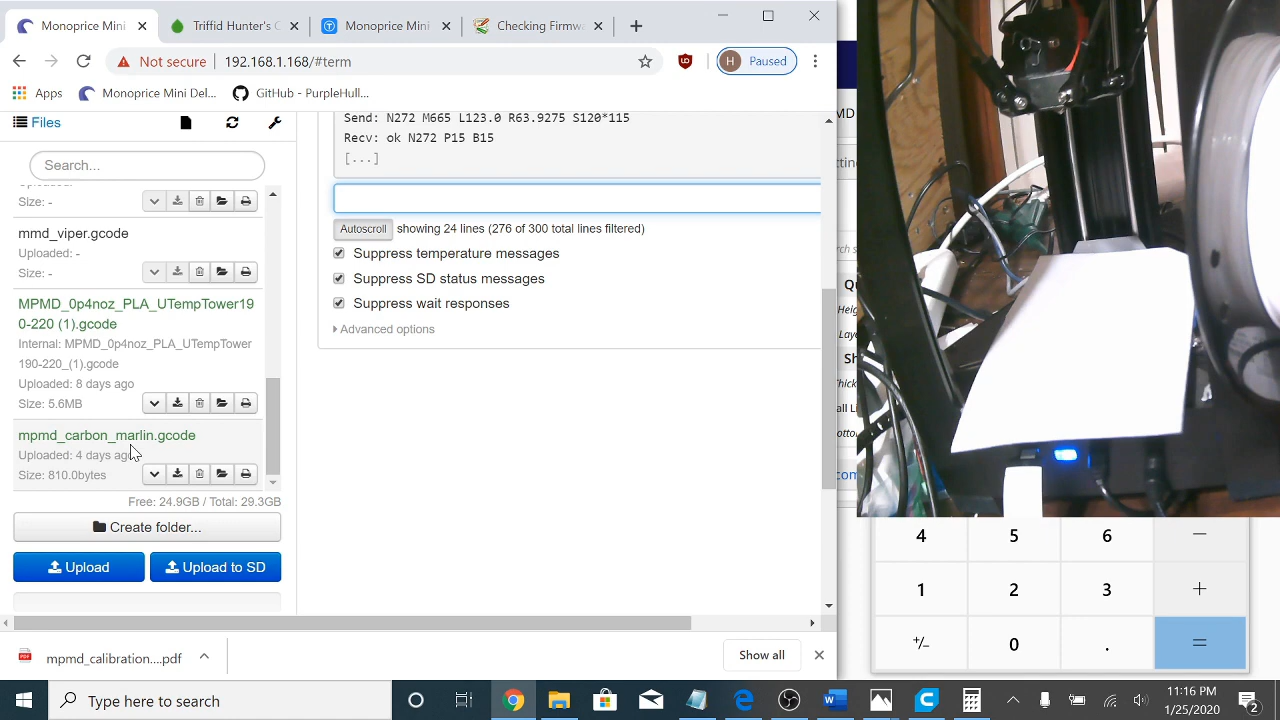 Monoprice Mini
Triffid Hunter's C
Monoprice Mini
Checking Firmw
Not secure
192.168.1.168/#term
H
Paused
Apps
Monoprice Mini Del...
GitHub - PurpleHull...
Files
Search...
Size: -
mmd_viper.gcode
Uploaded: -
Size: -
MPMD_0p4noz_PLA_UTempTower19
0-220 (1).gcode
Internal: MPMD_0p4noz_PLA_UTempTower
190-220_(1).gcode
Uploaded: 8 days ago
Size: 5.6MB
mpmd_carbon_marlin.gcode
Uploaded: 4 days ago
Size: 810.0bytes
Free: 24.9GB / Total: 29.3GB
Create folder...
Upload
Upload to SD
Send: N272 M665 L123.0 R63.9275 S120*115
Recv: ok N272 P15 B15
[...]
Autoscroll
showing 24 lines (276 of 300 total lines filtered)
Suppress temperature messages
Suppress SD status messages
Suppress wait responses
Advanced options
4
5
6
−
1
2
3
+
+/−
0
.
=
mpmd_calibration....pdf
Show all
Type here to search
11:16 PM
1/25/2020
2